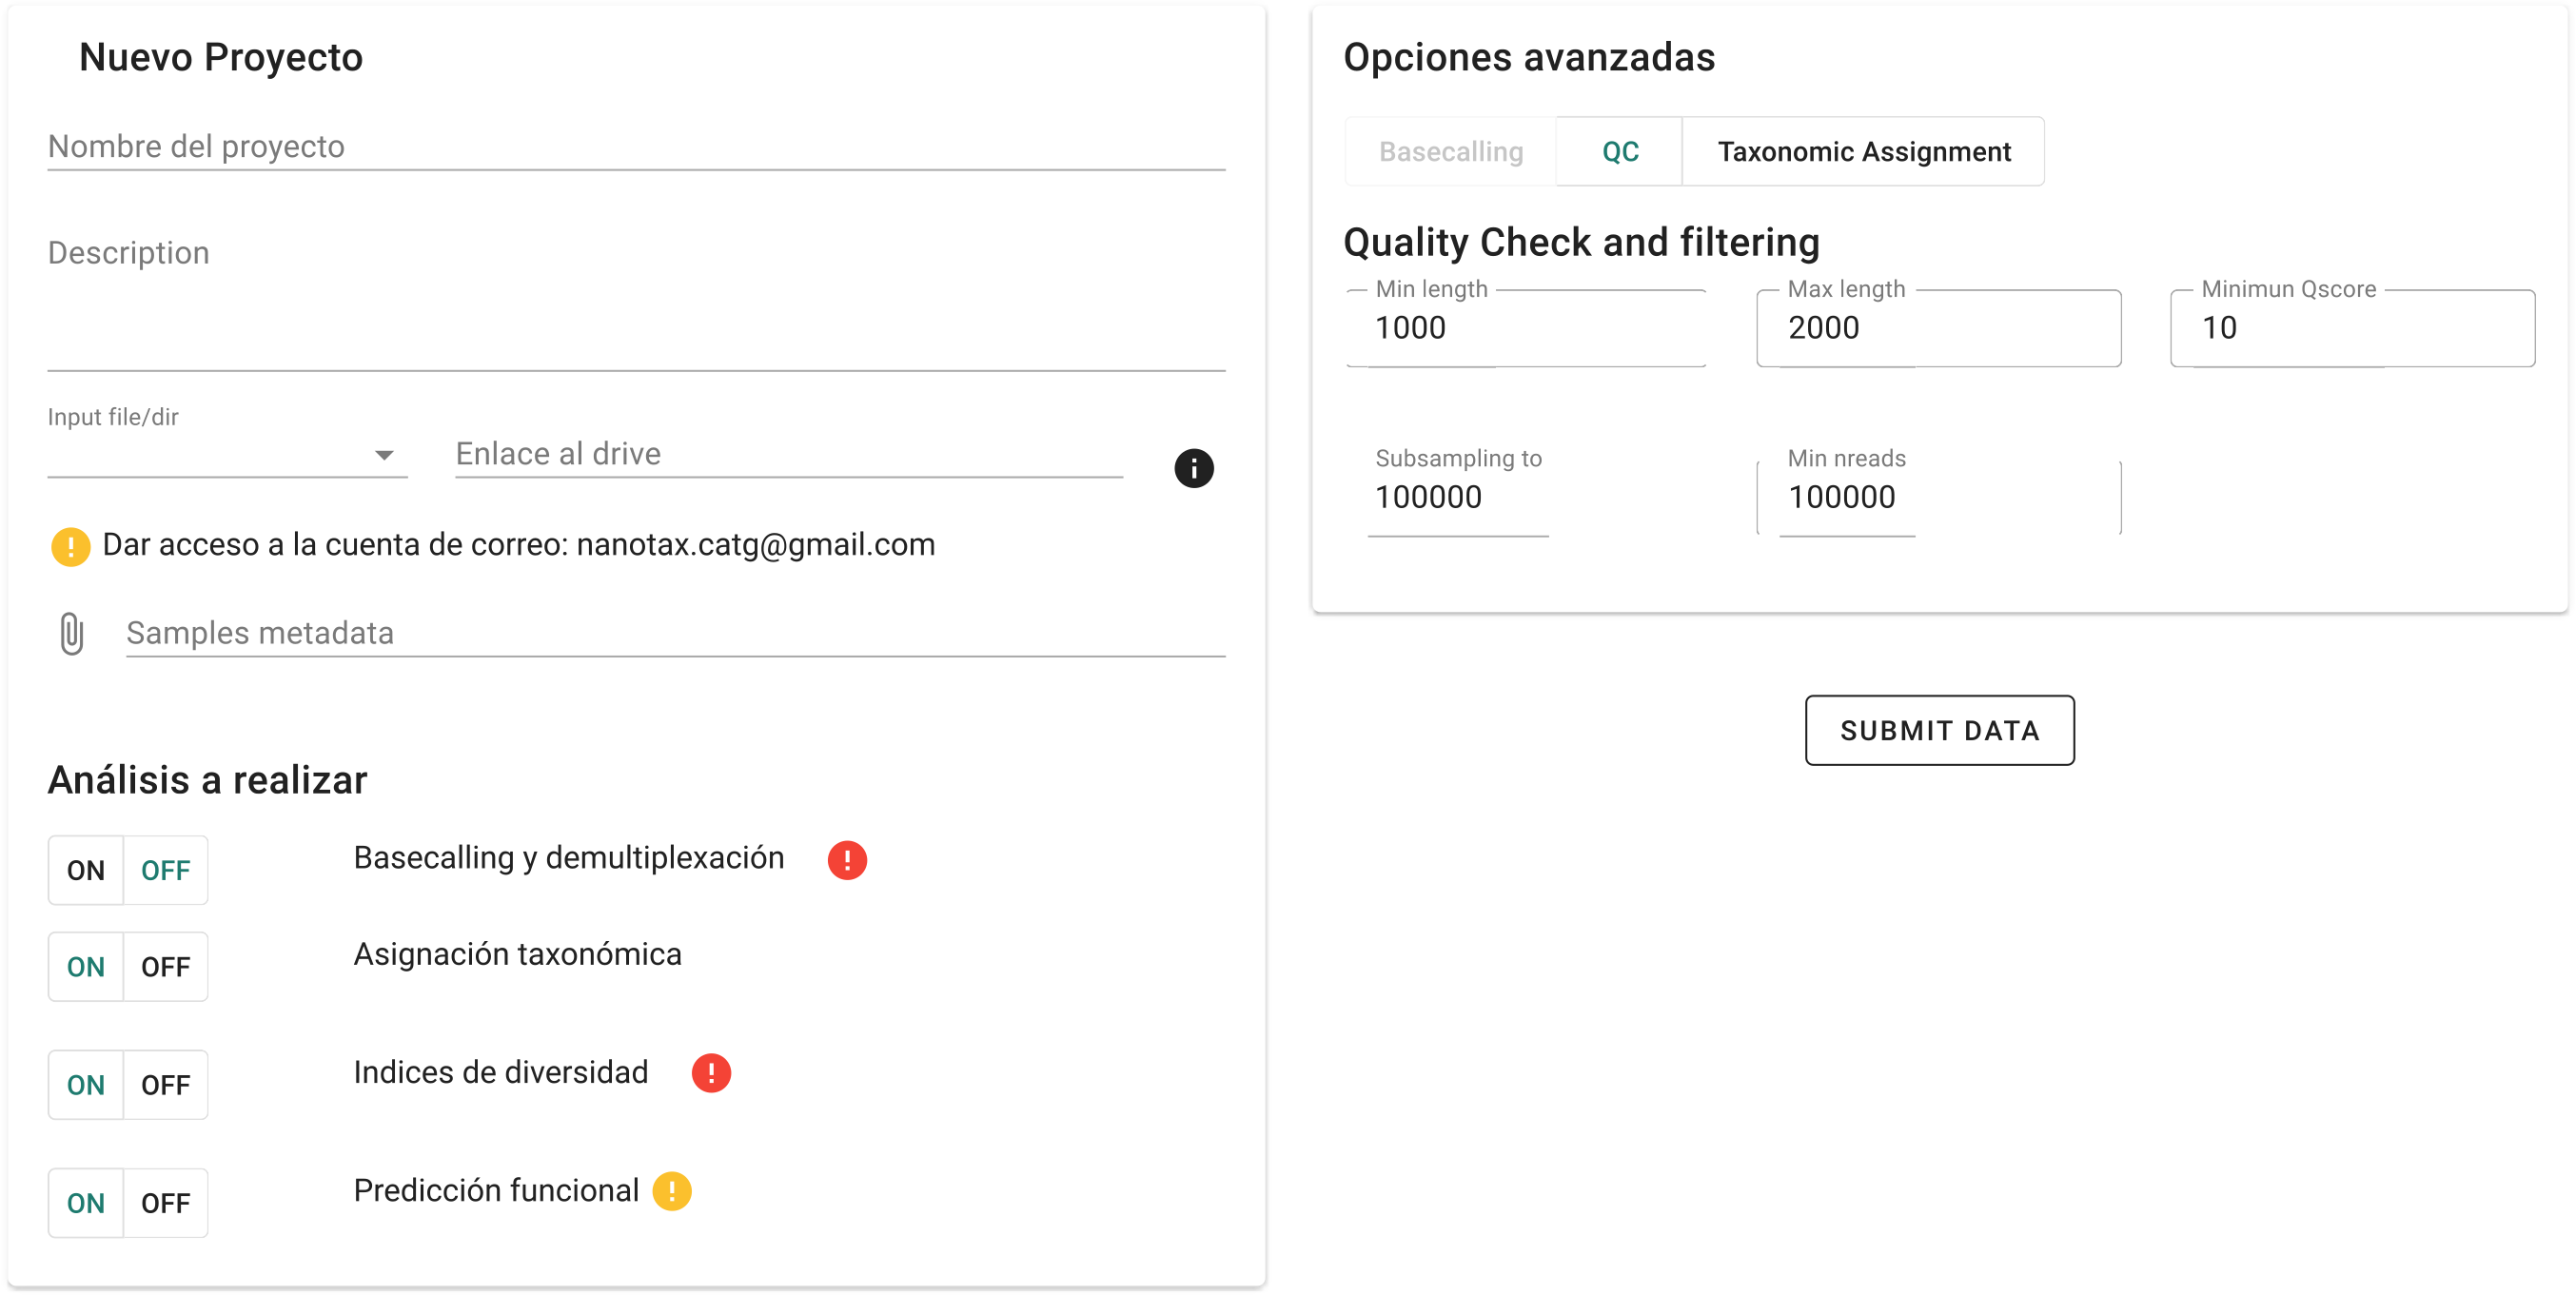 Nuevo Proyecto
Nombre del proyecto
Description
Input file/dir
Enlace al drive
Dar acceso a la cuenta de correo: nanotax.catg@gmail.com
Samples metadata
Análisis a realizar
ON OFF Basecalling y demultiplexación
ON OFF Asignación taxonómica
ON OFF Indices de diversidad
ON OFF Predicción funcional
Opciones avanzadas
Basecalling QC Taxonomic Assignment
Quality Check and filtering
Min length Max length Minimun Qscore
1000 2000 10
Subsampling to Min nreads
100000 100000
SUBMIT DATA